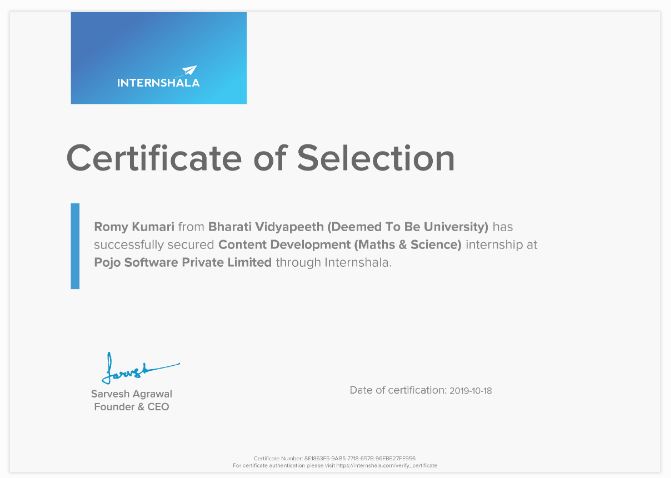 INTERNSHALA
Certificate of Selection
Romy Kumari from Bharati Vidyapeeth (Deemed To Be University) has
successfully secured Content Development (Maths & Science) internship at
Pojo Software Private Limited through Internshala.
Sarvesh
Sarvesh Agrawal
Founder & CEO
Date of certification: 2019-10-18
Certificate Number:
For certificate authentication please visit https://internshala.com/verify_certificate